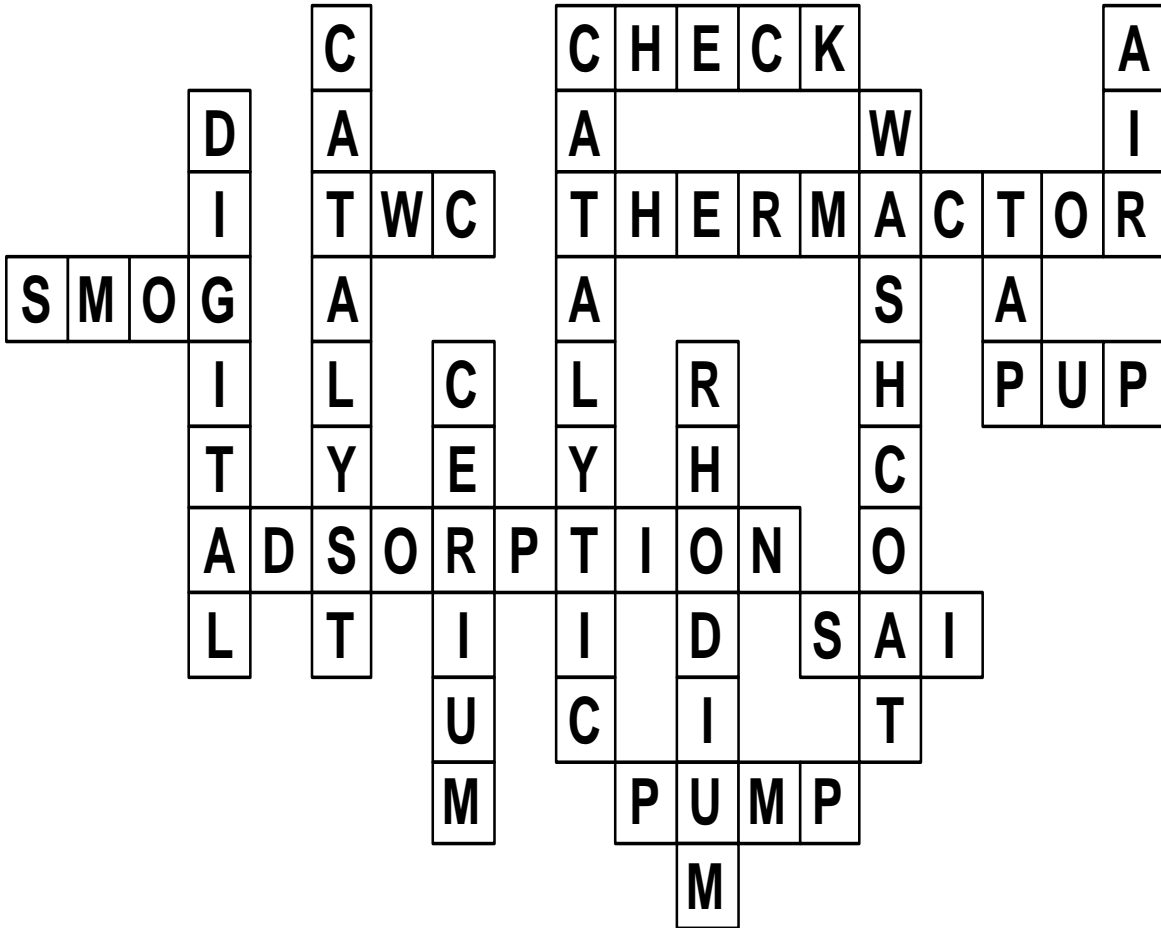 C CHECK A
D A A W I
I TWC THERMACTOR
SMOG A A S A
I L C L R H PUP
T Y E Y H C
ADSORPTION O
L T I I D SAI
U C I T
M PUMP
M